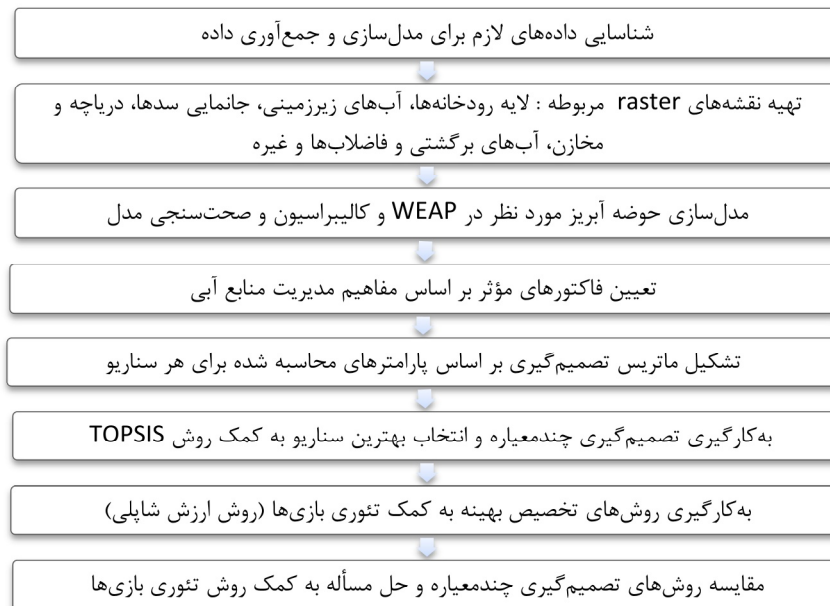 شناسایی داده‌های لازم برای مدل‌سازی و جمع‌آوری داده
تهیه نقشه‌های raster مربوطه : لایه رودخانه‌ها، آب‌های زیرزمینی، جانمایی سدها، دریاچه و
مخازن، آب‌های برگشتی و فاضلاب‌ها و غیره
مدل‌سازی حوضه آبریز مورد نظر در WEAP و کالیبراسیون و صحت‌سنجی مدل
تعیین فاکتورهای مؤثر بر اساس مفاهیم مدیریت منابع آبی
تشکیل ماتریس تصمیم‌گیری بر اساس پارامترهای محاسبه شده برای هر سناریو
به‌کارگیری تصمیم‌گیری چندمعیاره و انتخاب بهترین سناریو به کمک روش TOPSIS
به‌کارگیری روش‌های تخصیص بهینه به کمک تئوری بازی‌ها (روش ارزش شاپلی)
مقایسه روش‌های تصمیم‌گیری چندمعیاره و حل مسأله به کمک روش تئوری بازی‌ها